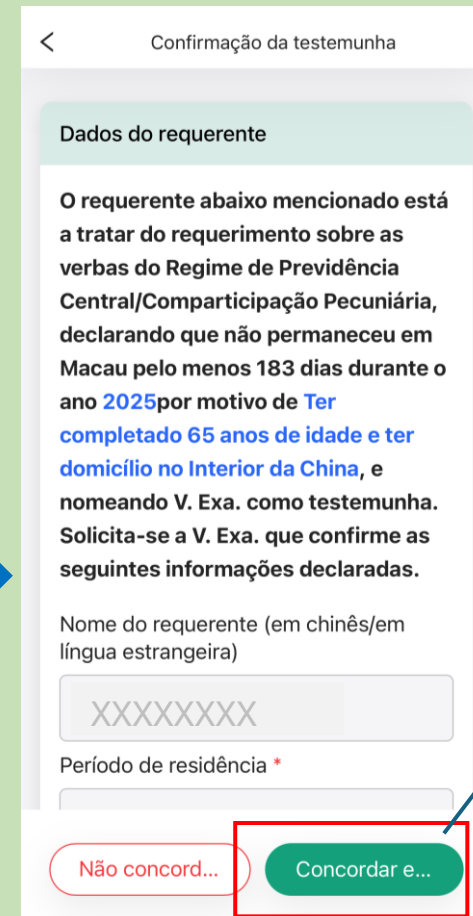 Confirmação da testemunha
Dados do requerente
O requerente abaixo mencionado está
a tratar do requerimento sobre as
verbas do Regime de Previdência
Central/Comparticipação Pecuniária,
declarando que não permaneceu em
Macau pelo menos 183 dias durante o
ano 2025por motivo de Ter
completado 65 anos de idade e ter
domicílio no Interior da China, e
nomeando V. Exa. como testemunha.
Solicita-se a V. Exa. que confirme as
seguintes informações declaradas.
Nome do requerente (em chinês/em
língua estrangeira)
XXXXXXXX
Período de residência *
Não concord...
Concordar e...